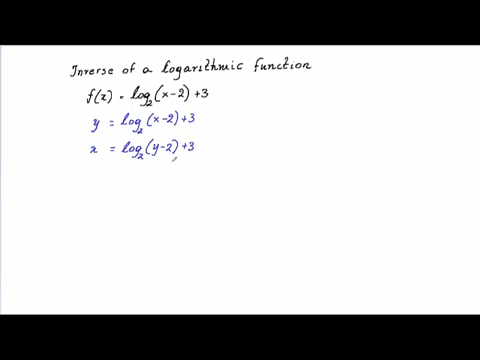 Inverse of a logarithmic function
f(x) = log₂(x-2)+3
y = log₂(x-2)+3
x = log₂(y-2)+3